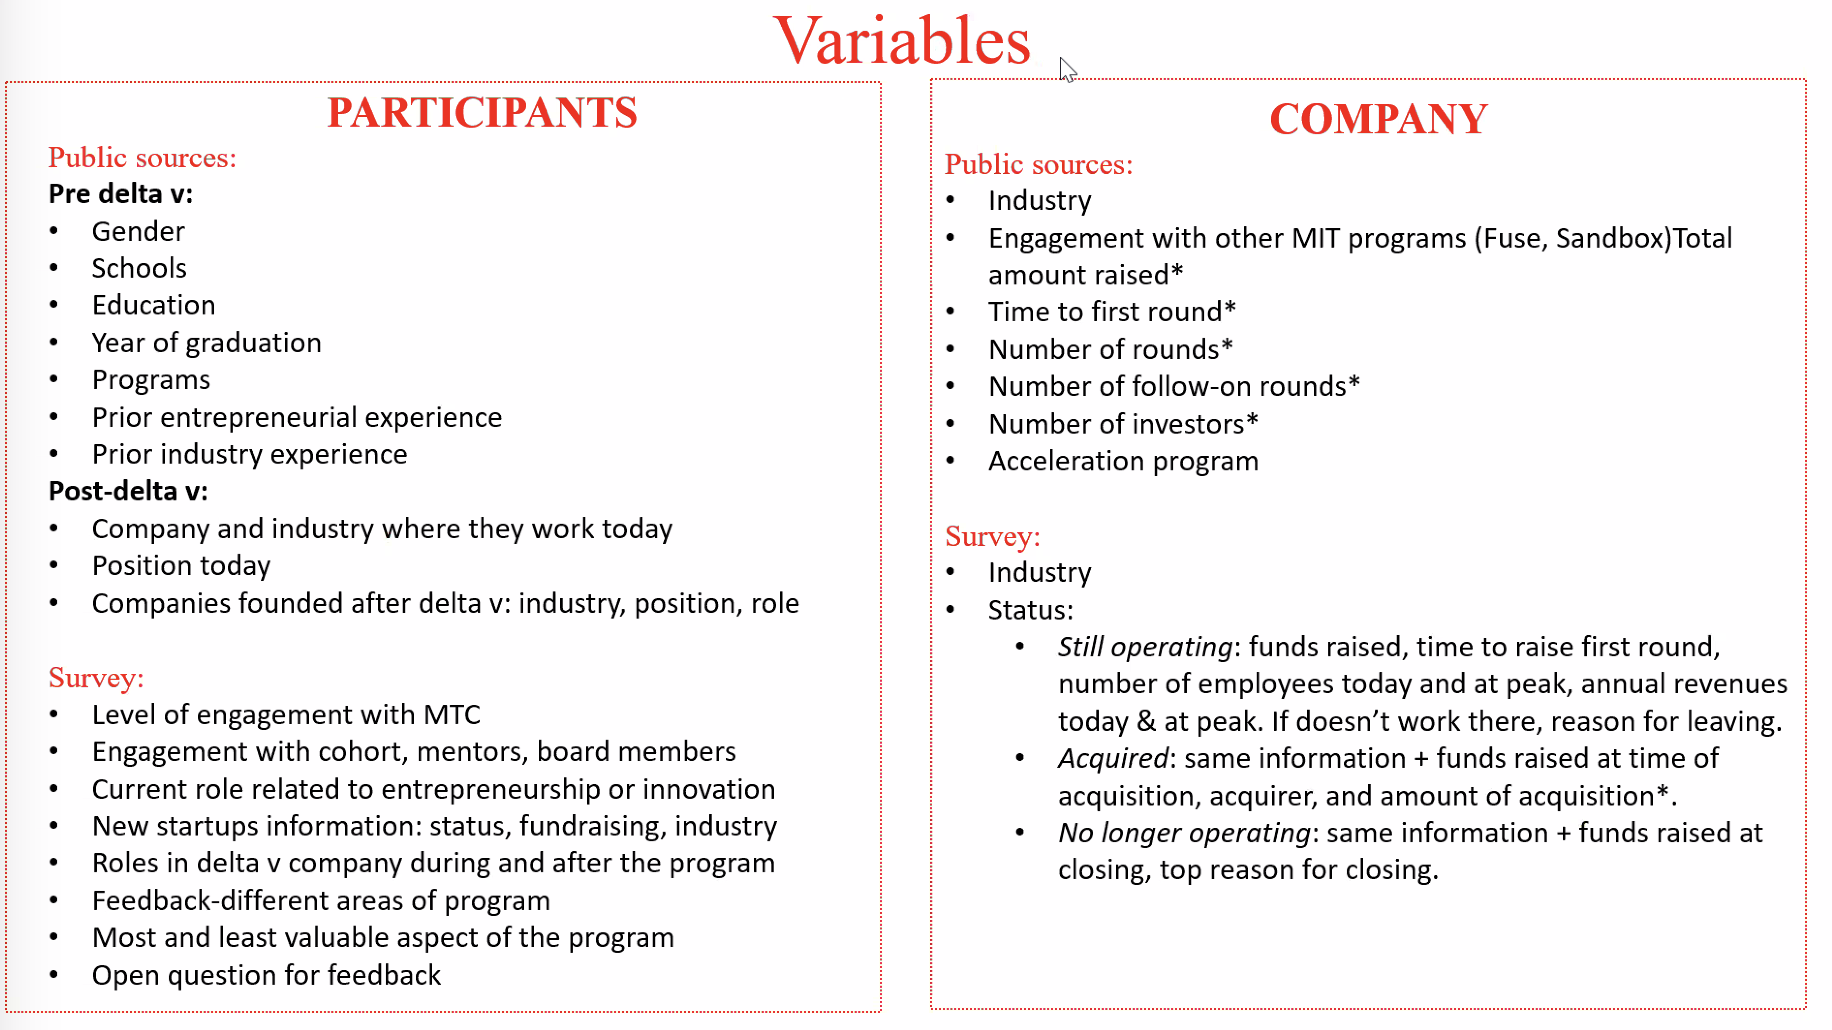 Variables
PARTICIPANTS
Public sources:
Pre delta v:
• Gender
• Schools
• Education
• Year of graduation
• Programs
• Prior entrepreneurial experience
• Prior industry experience
Post-delta v:
• Company and industry where they work today
• Position today
• Companies founded after delta v: industry, position, role
Survey:
• Level of engagement with MTC
• Engagement with cohort, mentors, board members
• Current role related to entrepreneurship or innovation
• New startups information: status, fundraising, industry
• Roles in delta v company during and after the program
• Feedback-different areas of program
• Most and least valuable aspect of the program
• Open question for feedback
COMPANY
Public sources:
• Industry
• Engagement with other MIT programs (Fuse, Sandbox)Total
amount raised*
• Time to first round*
• Number of rounds*
• Number of follow-on rounds*
• Number of investors*
• Acceleration program
Survey:
• Industry
• Status:
• Still operating: funds raised, time to raise first round,
number of employees today and at peak, annual revenues
today & at peak. If doesn’t work there, reason for leaving.
• Acquired: same information + funds raised at time of
acquisition, acquirer, and amount of acquisition*.
• No longer operating: same information + funds raised at
closing, top reason for closing.